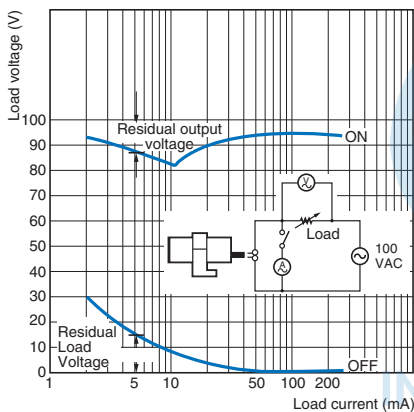 Load voltage (V)
100
90
80
70
60
50
40
30
20
10
0
Residual output
voltage
ON
V
Load
A
100
VAC
Residual
Load
Voltage
OFF
1
5
10
50
100
200
Load current (mA)
IN